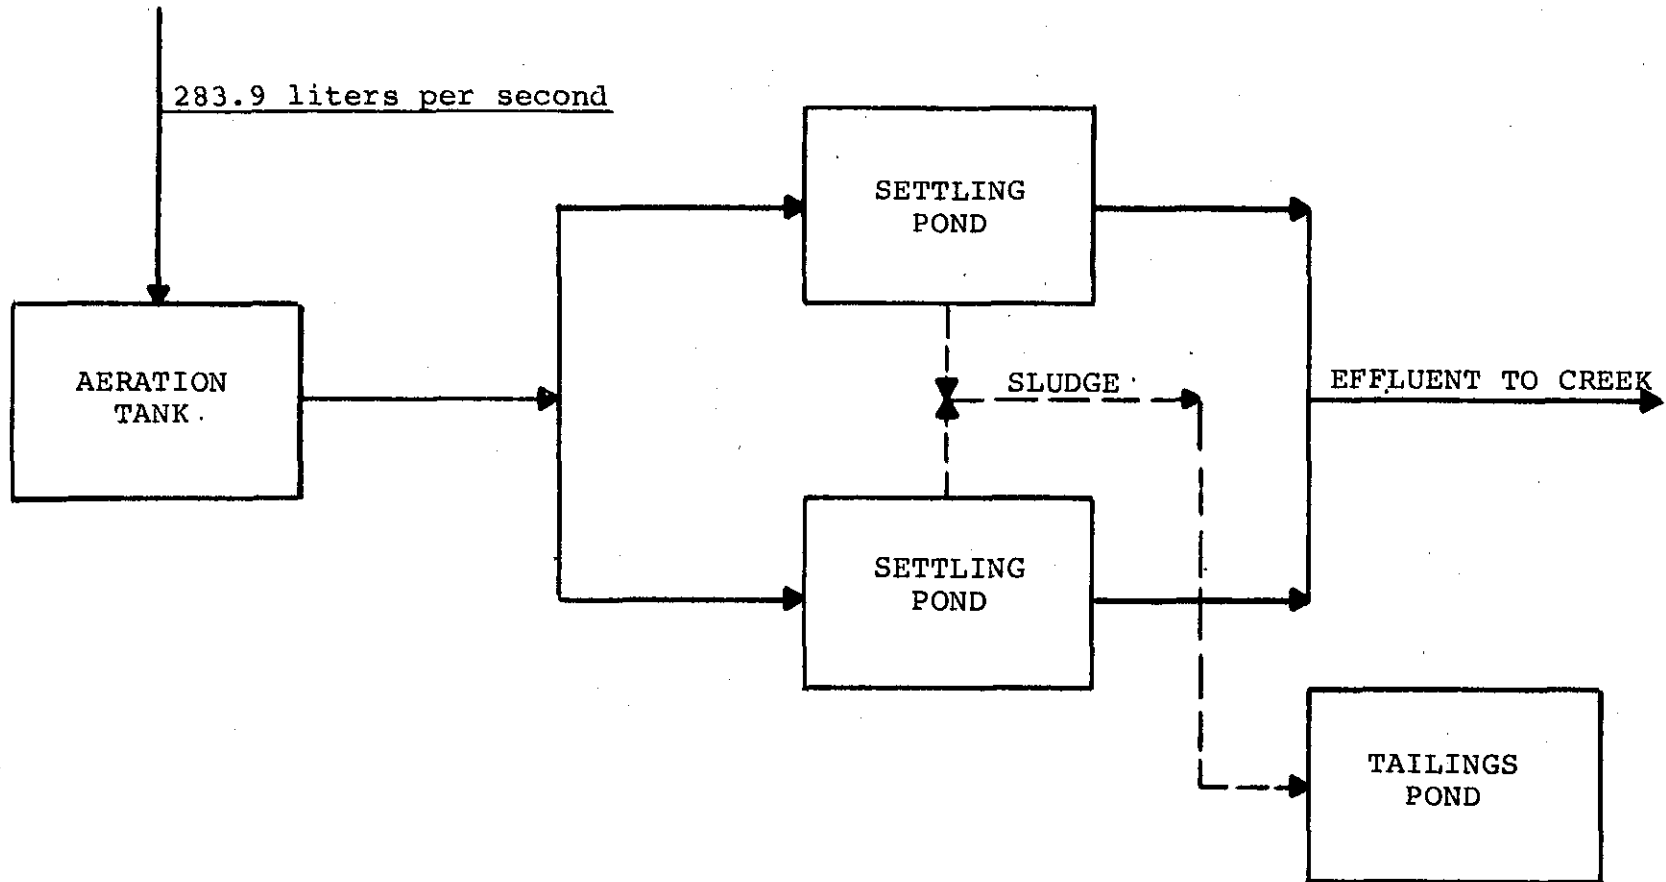 283.9 liters per second
SETTLING
POND
AERATION
TANK
SLUDGE
EFFLUENT TO CREEK
SETTLING
POND
TAILINGS
POND